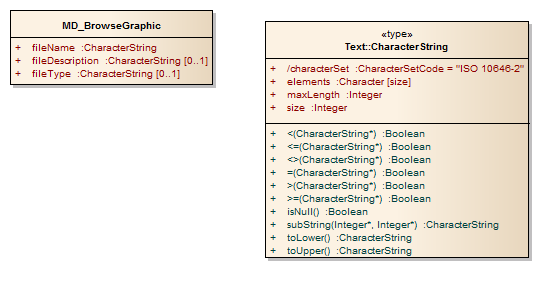 MD_BrowseGraphic
+ fileName :CharacterString
+ fileDescription :CharacterString [0..1]
+ fileType :CharacterString [0..1]
«type»
Text::CharacterString
+ /characterSet :CharacterSetCode = "ISO 10646-2"
+ elements :Character [size]
+ maxLength :Integer
+ size :Integer
+ <(CharacterString*) :Boolean
+ <=(CharacterString*) :Boolean
+ <>(CharacterString*) :Boolean
+ =(CharacterString*) :Boolean
+ >(CharacterString*) :Boolean
+ >=(CharacterString*) :Boolean
+ isNull() :Boolean
+ subString(Integer*, Integer*) :CharacterString
+ toLower() :CharacterString
+ toUpper() :CharacterString